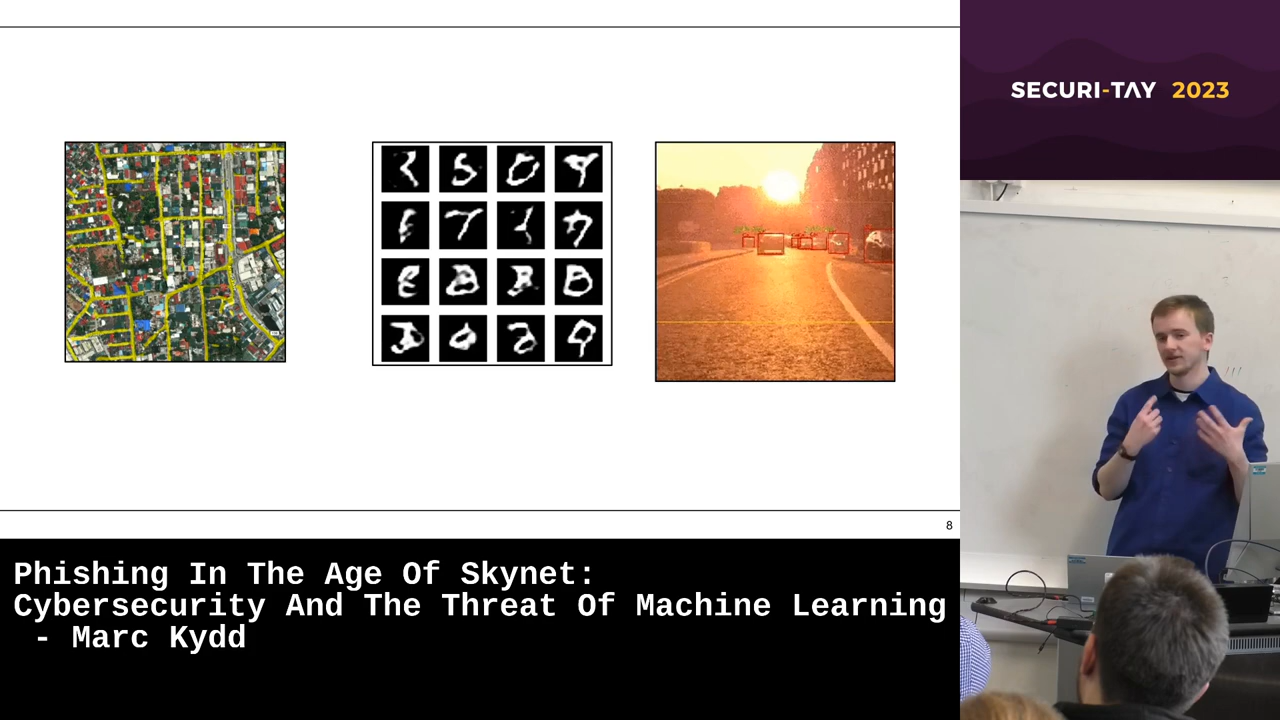 SECURI-TAY 2023
8
Phishing In The Age Of Skynet:
Cybersecurity And The Threat Of Machine Learning
- Marc Kydd